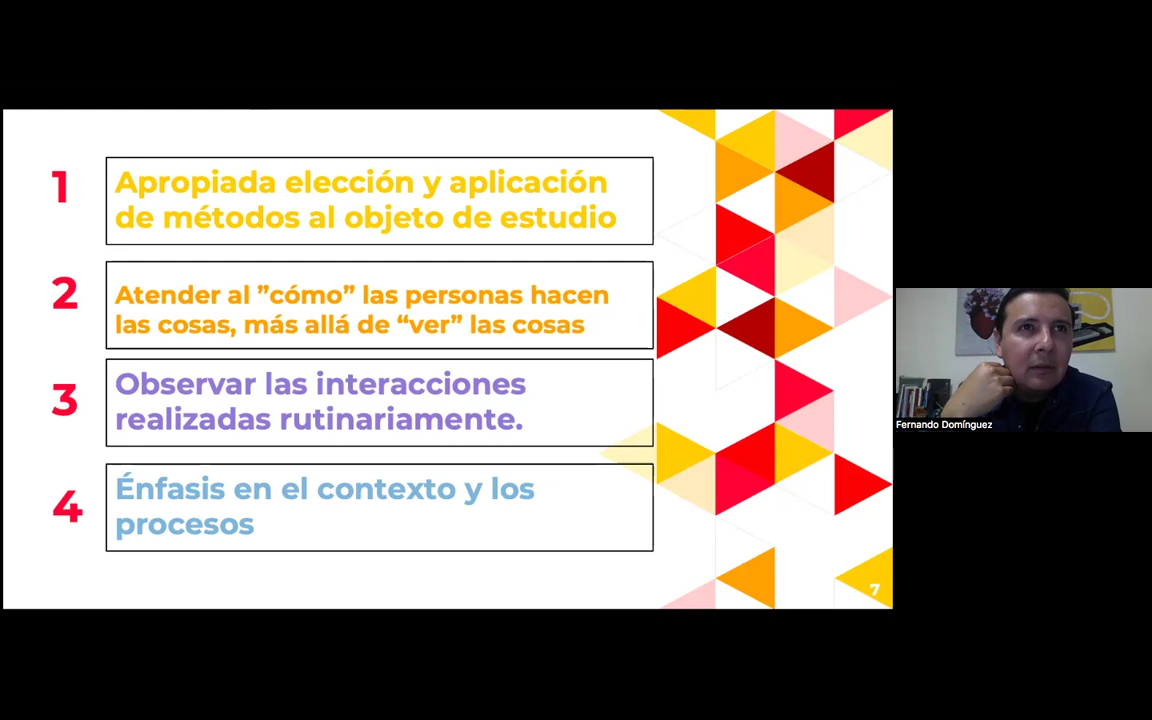 1
Apropiada elección y aplicación
de métodos al objeto de estudio
2
Atender al ”cómo” las personas hacen
las cosas, más allá de “ver” las cosas
3
Observar las interacciones
realizadas rutinariamente.
4
Énfasis en el contexto y los
procesos
7
Fernando Domínguez